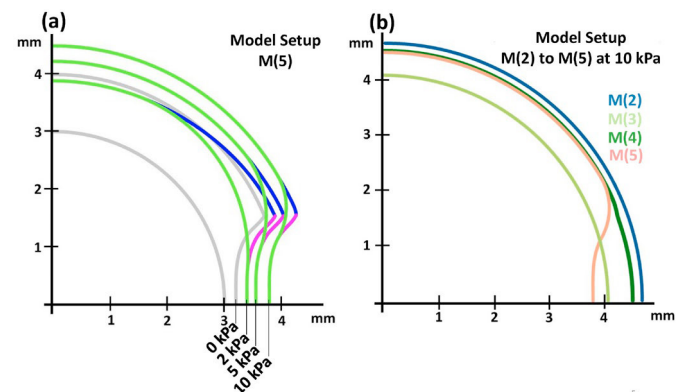 (a)
mm
Model Setup
M(5)
4
3
2
1
1
2
3
4
mm
0 kPa
2 kPa
5 kPa
10 kPa
(b)
mm
Model Setup
M(2) to M(5) at 10 kPa
M(2)
M(3)
M(4)
M(5)
4
3
2
1
1
2
3
4
mm